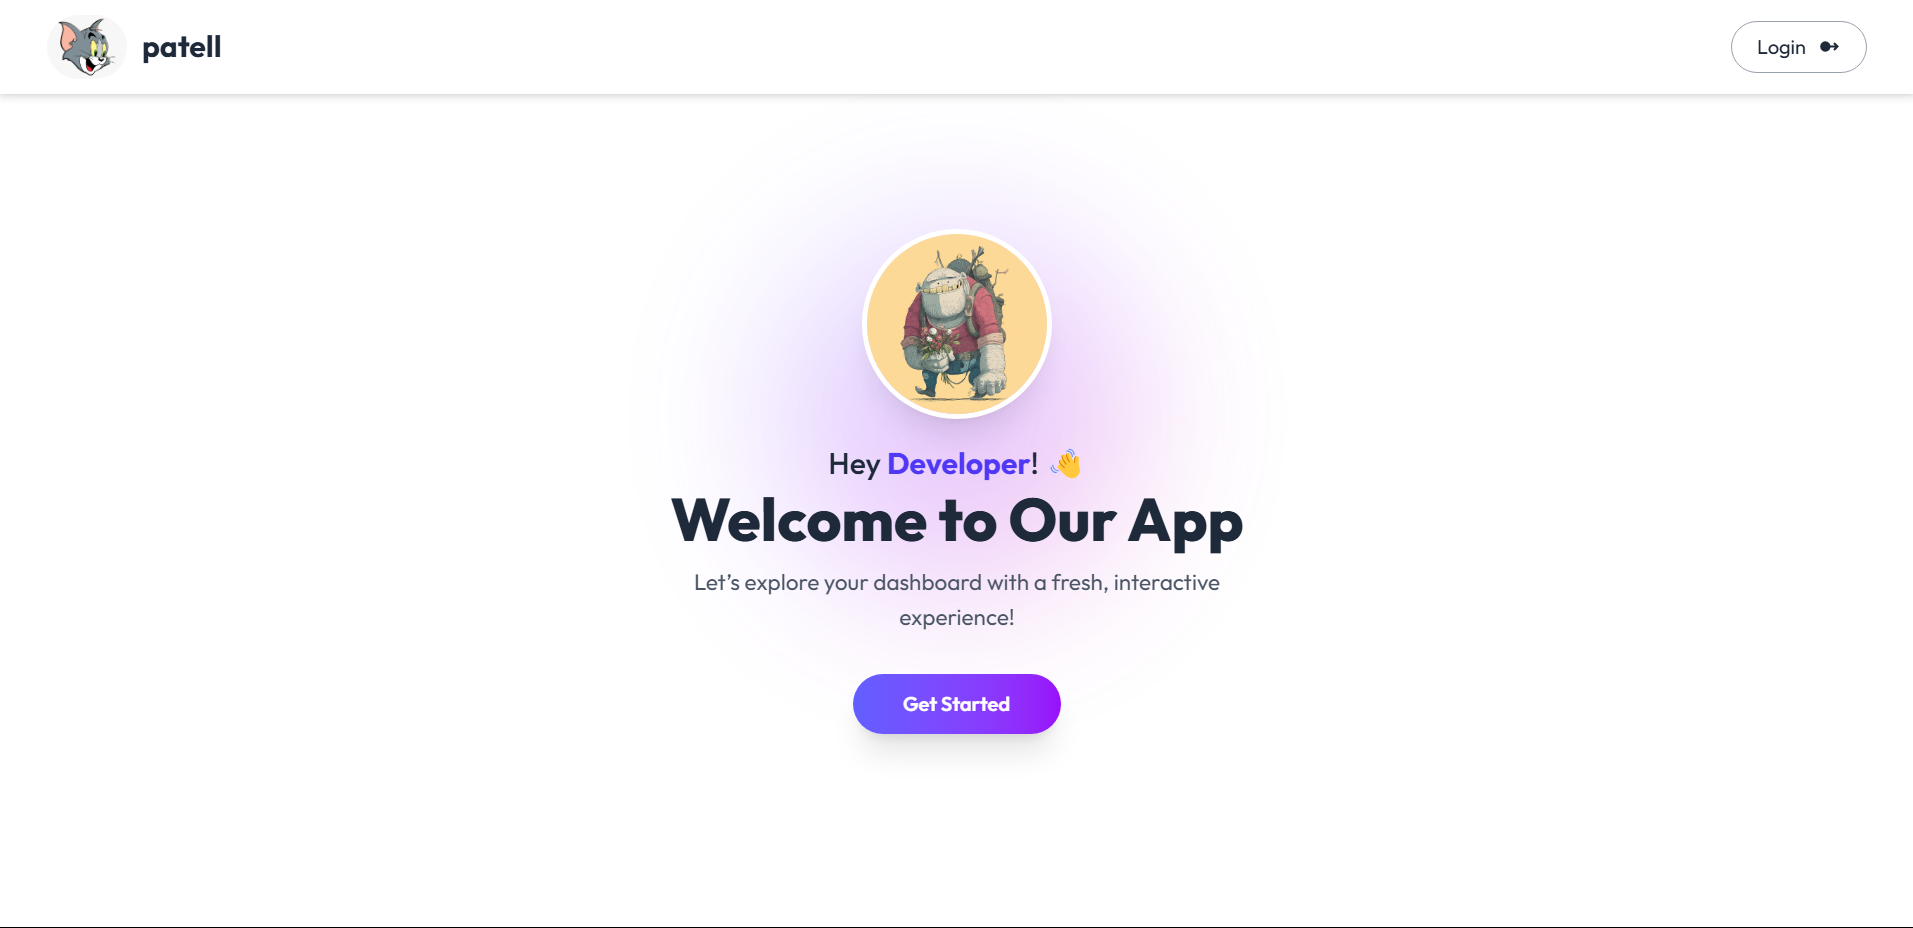 patell
Login
Hey Developer! 👋
Welcome to Our App
Let’s explore your dashboard with a fresh, interactive
experience!
Get Started